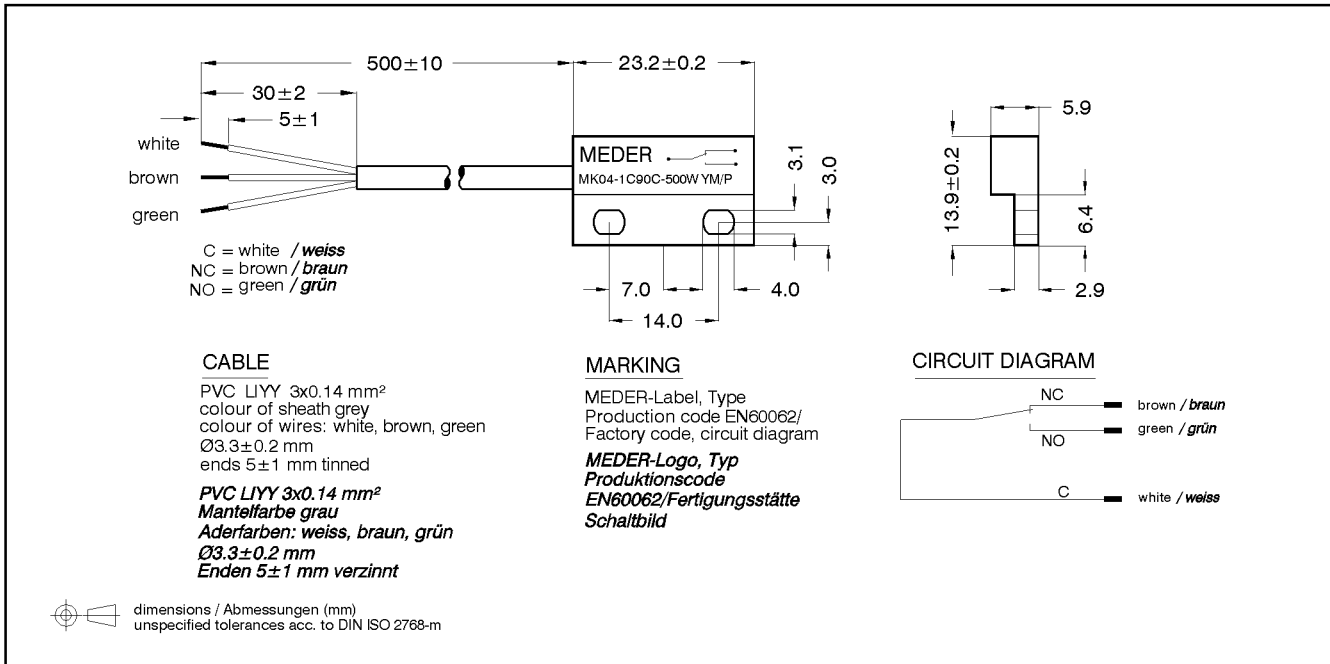 500±10
23.2±0.2
30±2
5±1
white
brown
green
C = white / weiss
NC = brown / braun
NO = green / grün
MEDER
MK04-1C90C-500W YM/P
3.1
3.0
7.0
4.0
14.0
5.9
13.9±0.2
6.4
2.9
CABLE
PVC LIYY 3x0.14 mm²
colour of sheath grey
colour of wires: white, brown, green
Ø3.3±0.2 mm
ends 5±1 mm tinned
PVC LIYY 3x0.14 mm²
Mantelfarbe grau
Aderfarben: weiss, braun, grün
Ø3.3±0.2 mm
Enden 5±1 mm verzinnt
MARKING
MEDER-Label, Type
Production code EN60062/
Factory code, circuit diagram
MEDER-Logo, Typ
Produktionscode
EN60062/Fertigungsstätte
Schaltbild
CIRCUIT DIAGRAM
NC
brown / braun
green / grün
NO
C
white / weiss
dimensions / Abmessungen (mm)
unspecified tolerances acc. to DIN ISO 2768-m